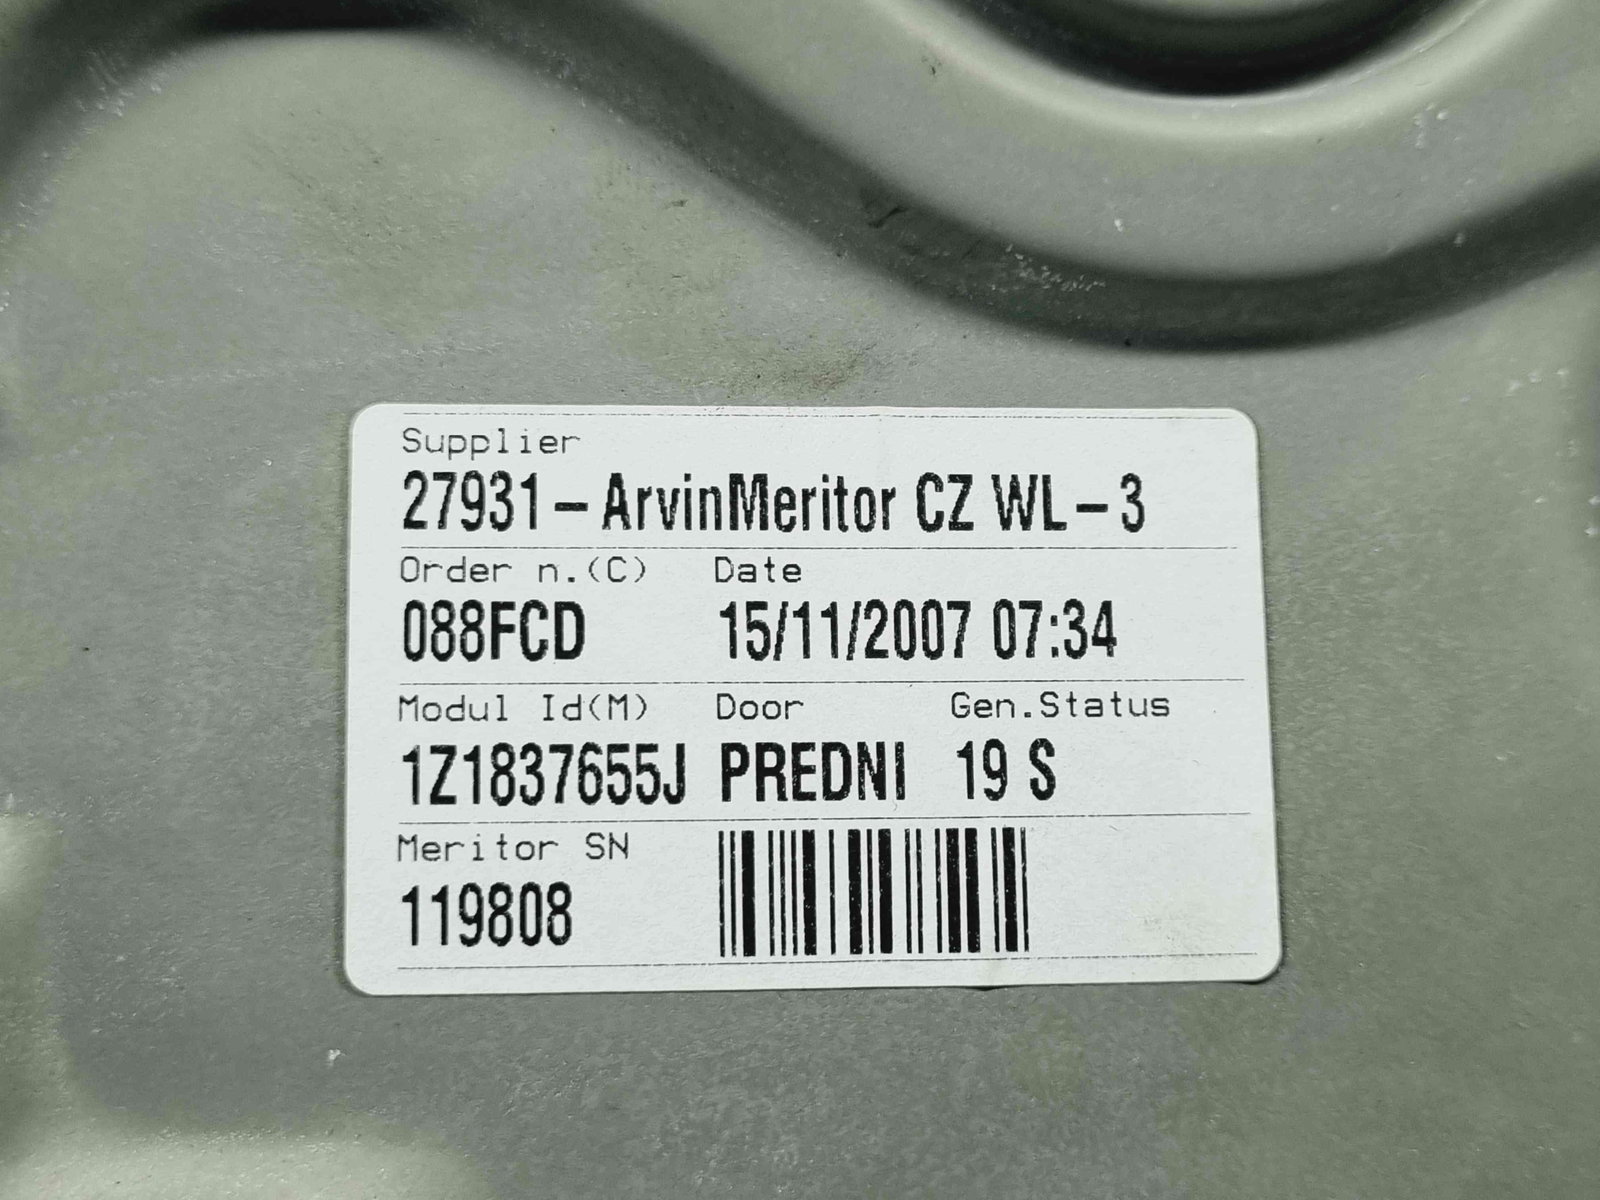 Supplier
27931-ArvinMeritor CZ WL-3
Order n.(C) Date
088FCD 15/11/2007 07:34
Modul Id(M) Door Gen.Status
1Z1837655J PREDNI 19 S
Meritor SN
119808